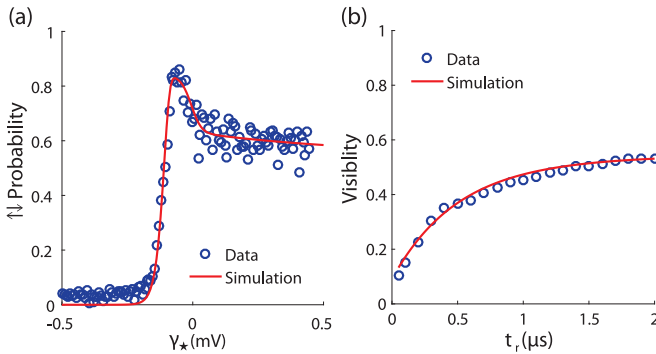 (a)
⇅ Probability
1
0.8
0.6
0.4
0.2
0
Data
Simulation
-0.5
0
0.5
γ★(mV)
(b)
Visiblity
1
0.8
0.6
0.4
0.2
0
Data
Simulation
0
0.5
1
1.5
2
t_r(μs)